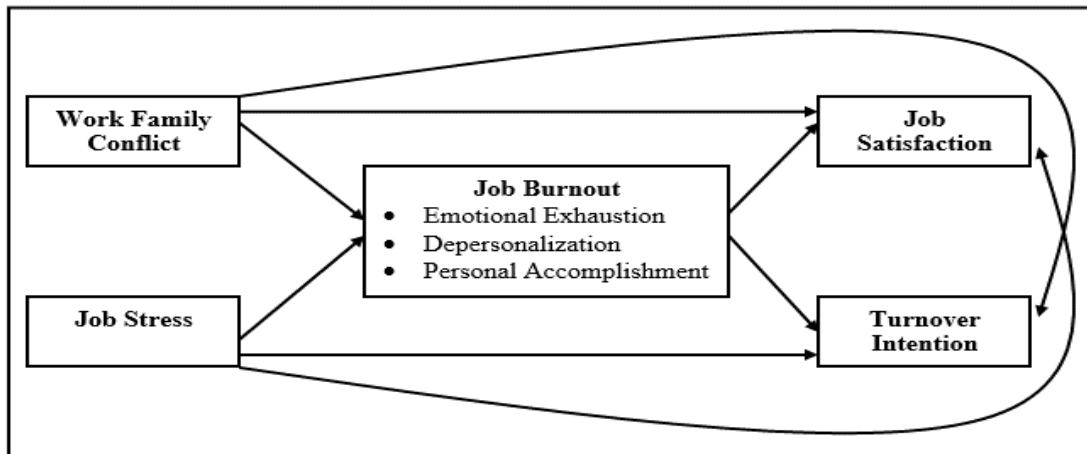 Work Family
Conflict
Job
Satisfaction
Job Burnout
• Emotional Exhaustion
• Depersonalization
• Personal Accomplishment
Job Stress
Turnover
Intention